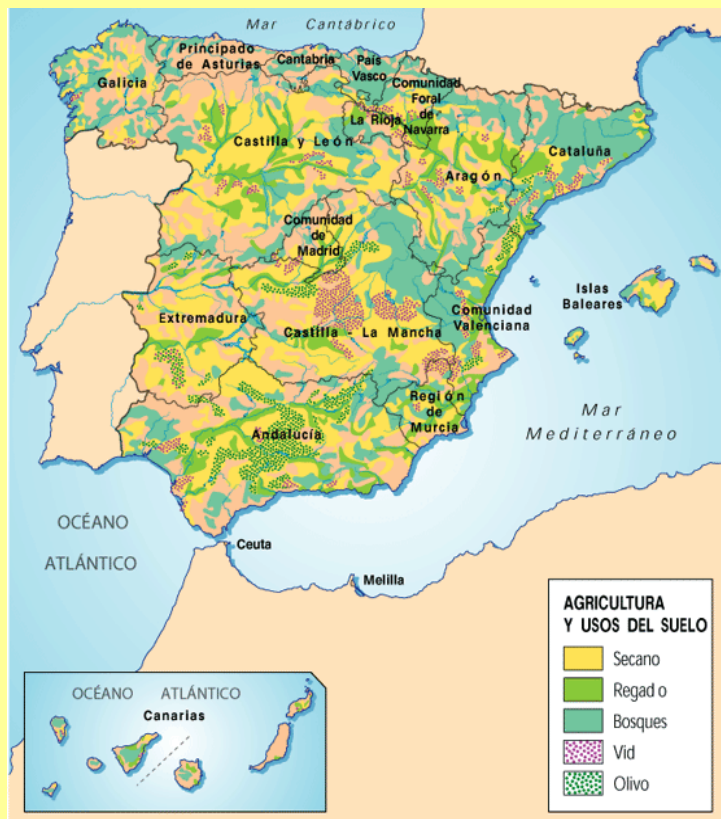 Mar Cantábrico
Principado
de Asturias
Cantabria
País
Vasco
Galicia
Comunidad
Foral
de
Navarra
La Rioja
Castilla y León
Cataluña
Aragón
Comunidad
de
Madrid
Islas
Baleares
Extremadura
Castilla - La Mancha
Comunidad
Valenciana
Región
de
Murcia
Andalucía
Mar
Mediterráneo
OCÉANO
ATLÁNTICO
Ceuta
Melilla
AGRICULTURA
Y USOS DEL SUELO
Secano
Regad o
Bosques
Vid
Olivo
OCÉANO ATLÁNTICO
Canarias